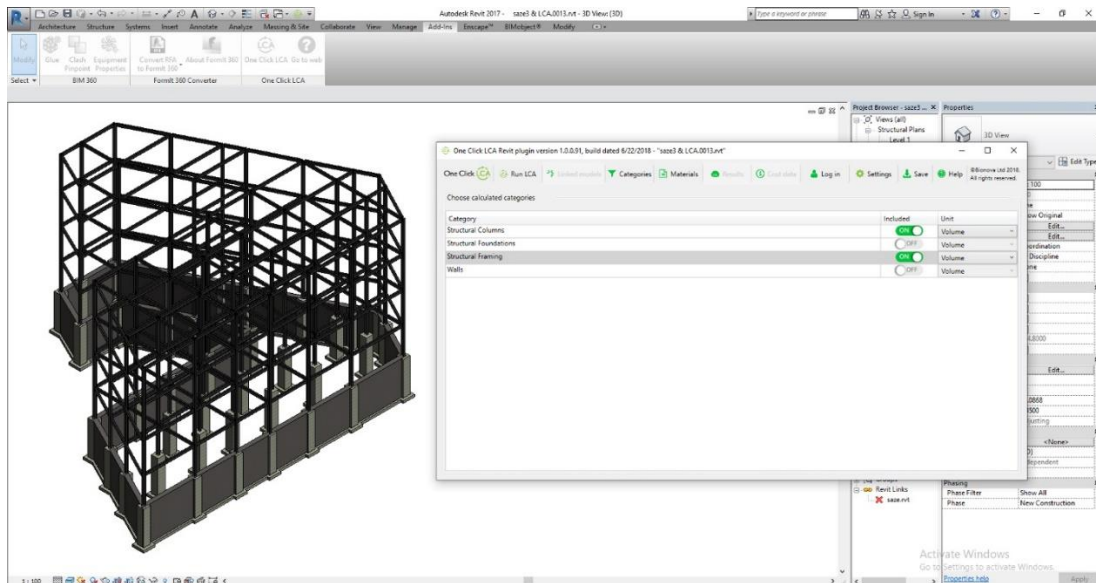 Autodesk Revit 2017 - saze3 & LCA.0013.rvt - 3D View: {3D}
Type a keyword or phrase
Sign In
Architecture Structure Systems Insert Annotate Analyze Massing & Site Collaborate View Manage Add-Ins Enscape™ BIMobject® Modify
Modify Glue Clash Pinpoint Equipment Properties Convert RFA to FormIt 360 About FormIt 360 One Click LCA Go to web
Select BIM 360 FormIt 360 Converter One Click LCA
Project Browser - saze3 ... Properties
Views (all)
Structural Plans
Level 1
3D View
Edit Type
One Click LCA Revit plugin version 1.0.0.91, build dated 6/22/2018 - "saze3 & LCA.0013.rvt"
One Click LCA Run LCA Linked models Categories Materials Results Cost data Log in Settings Save Help ©Bionova Ltd 2018. All rights reserved.
Choose calculated categories
Category Included Unit
Structural Columns ON Volume
Structural Foundations OFF Volume
Structural Framing ON Volume
Walls OFF Volume
100
ow Original
Edit...
Edit...
ordination
Discipline
Edit...
<None>
dependent
Phasing
Phase Filter Show All
Phase New Construction
Revit Links
saze.rvt
Activate Windows
Go to Settings to activate Windows.
1 : 100
Properties help Apply